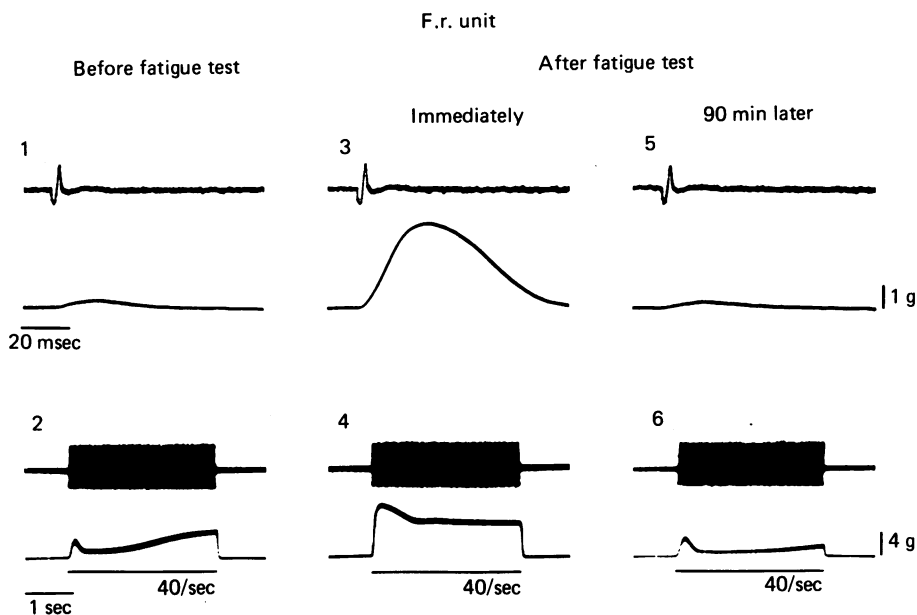 F.r. unit
Before fatigue test
After fatigue test
Immediately
90 min later
1
3
5
1 g
20 msec
2
4
6
4 g
40/sec
40/sec
40/sec
1 sec